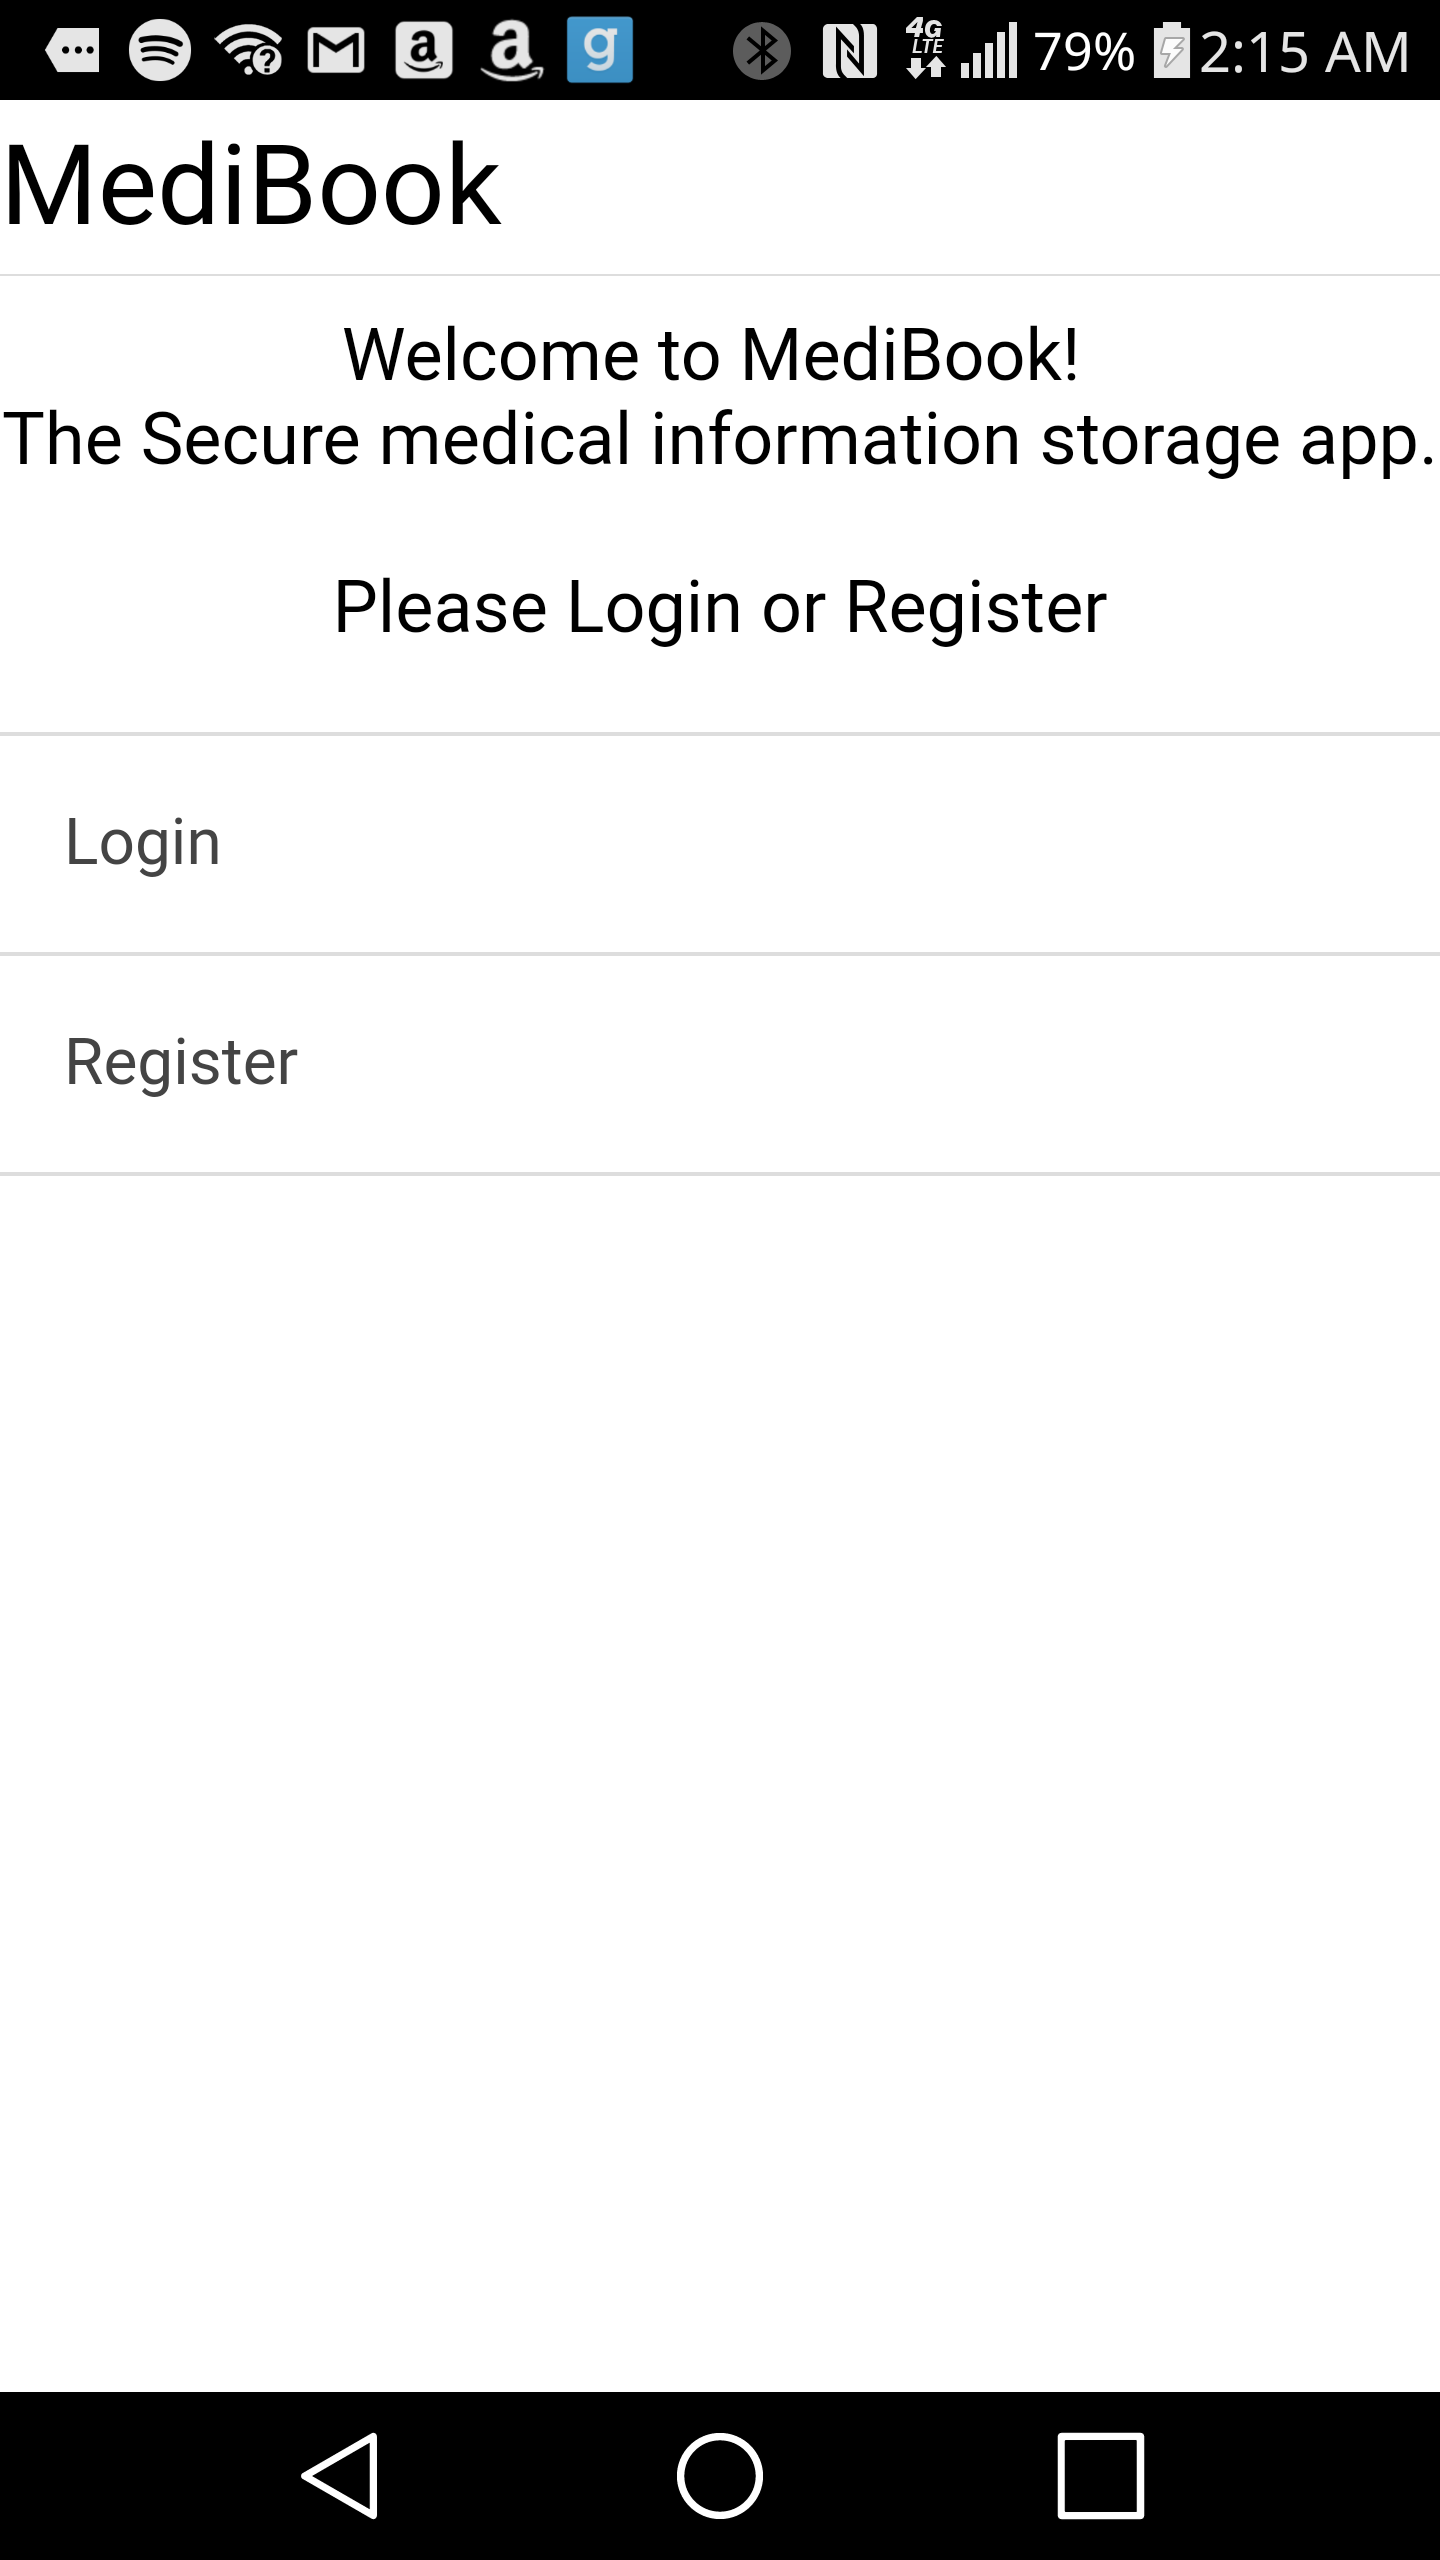 4G LTE 79% 2:15 AM
MediBook
Welcome to MediBook!
The Secure medical information storage app.
Please Login or Register
Login
Register